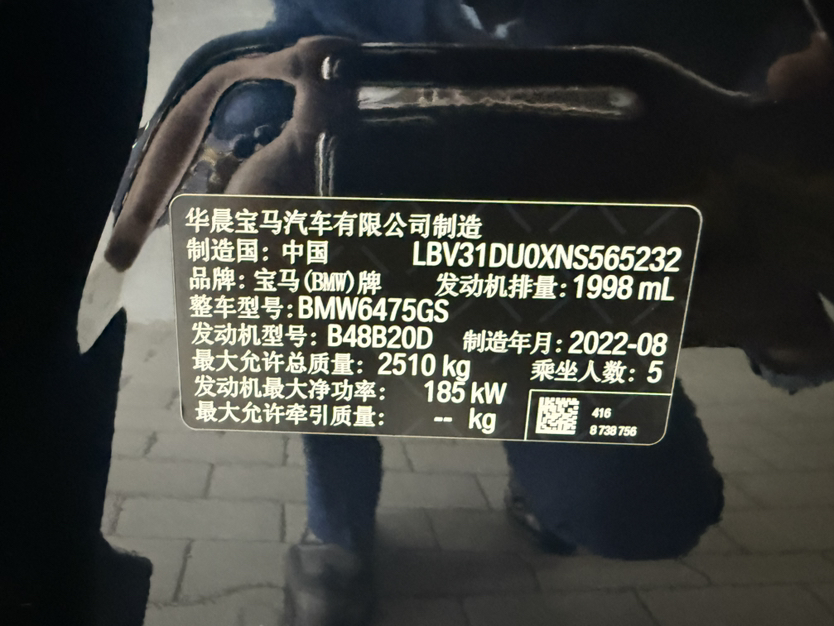 华晨宝马汽车有限公司制造
制造国：中国 LBV31DU0XNS565232
品牌：宝马(BMW)牌 发动机排量：1998 mL
整车型号：BMW6475GS
发动机型号：B48B20D 制造年月：2022-08
最大允许总质量：2510 kg 乘坐人数：5
发动机最大净功率：185 kW
最大允许牵引质量：-- kg
416
8 738 756